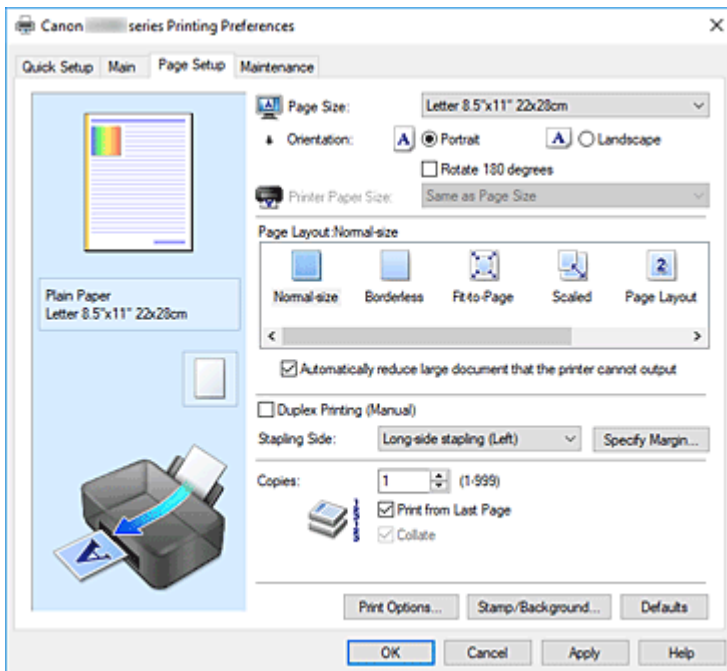 Canon series Printing Preferences
Quick Setup Main Page Setup Maintenance
Page Size: Letter 8.5"x11" 22x28cm
Orientation: A Portrait A Landscape
Rotate 180 degrees
Printer Paper Size: Same as Page Size
Page Layout:Normal-size
2
Normal-size Borderless Fit-to-Page Scaled Page Layout
Plain Paper
Letter 8.5"x11" 22x28cm
Automatically reduce large document that the printer cannot output
Duplex Printing (Manual)
Stapling Side: Long-side stapling (Left) Specify Margin...
Copies: 1 (1-999)
Print from Last Page
Collate
A
Print Options... Stamp/Background... Defaults
OK Cancel Apply Help